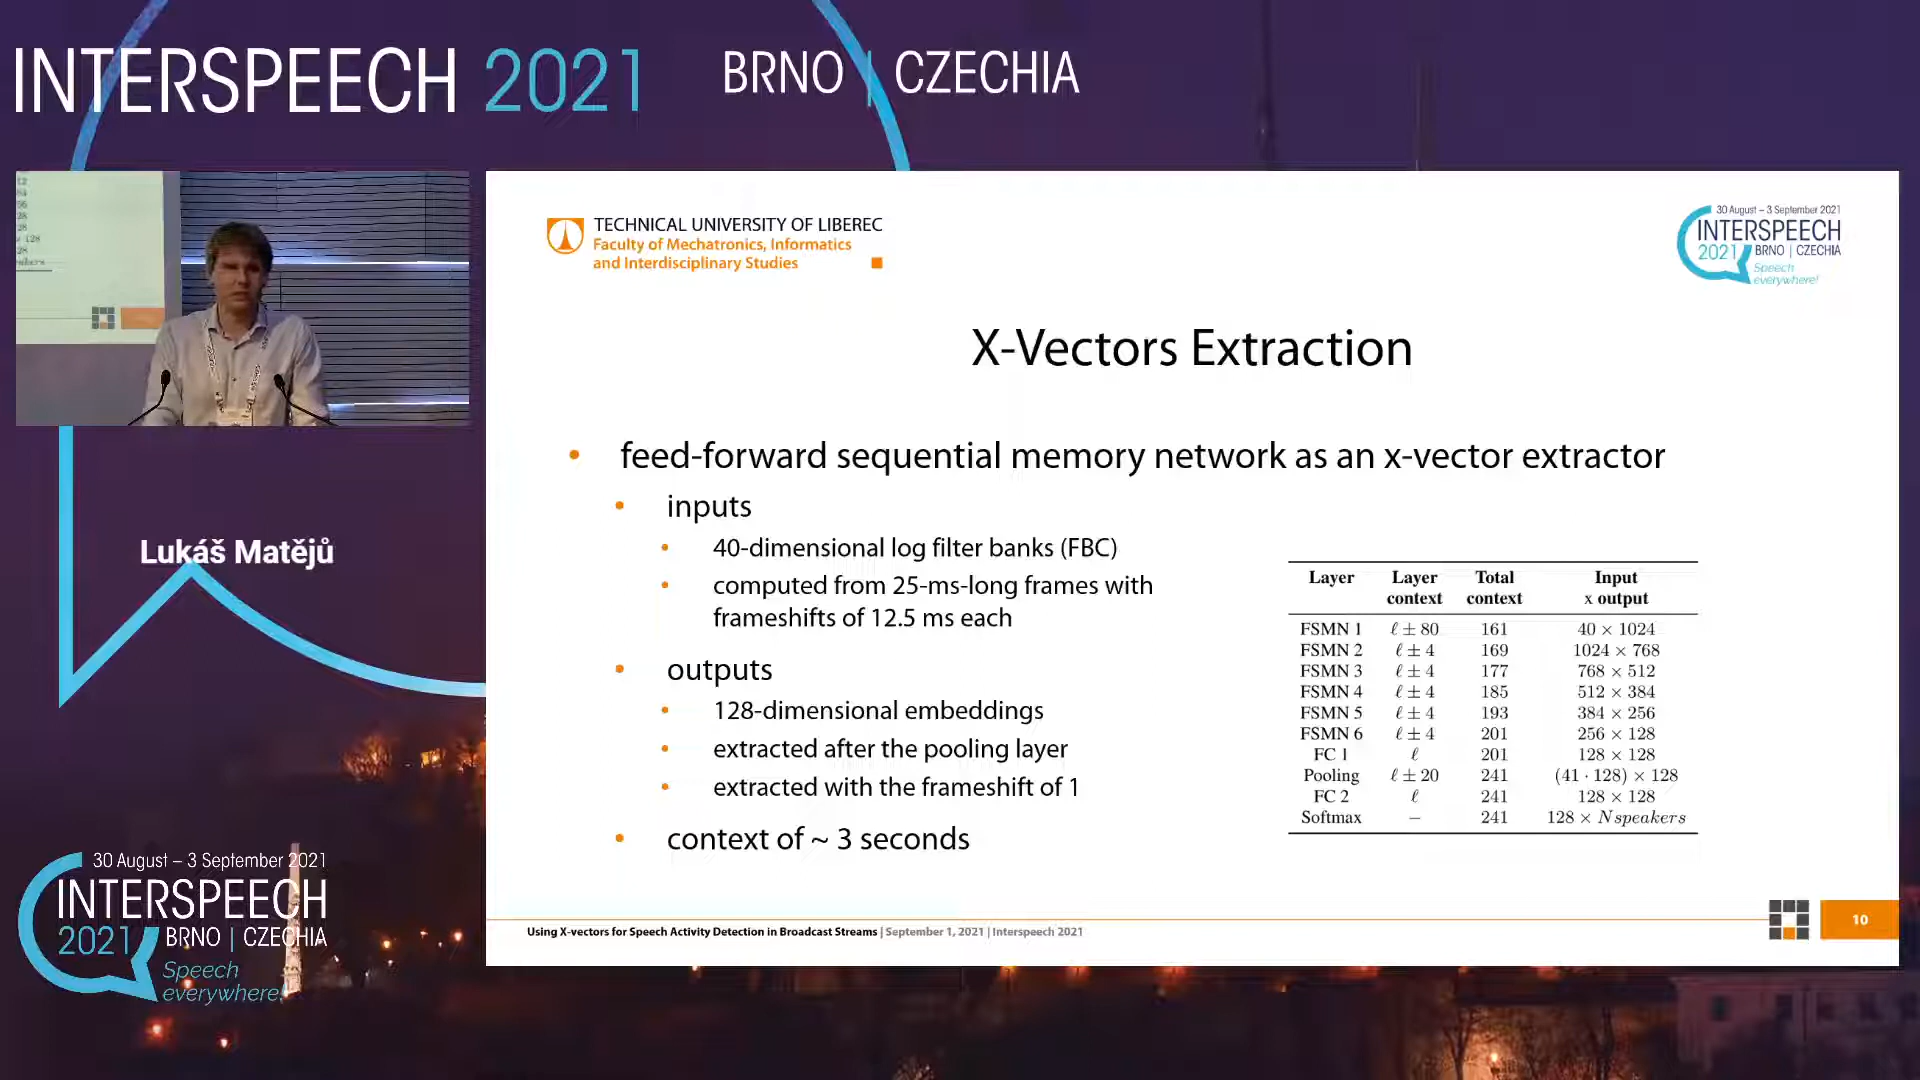 INTERSPEECH 2021 BRNO | CZECHIA
TECHNICAL UNIVERSITY OF LIBEREC
Faculty of Mechatronics, Informatics
and Interdisciplinary Studies
30 August – 3 September 2021
INTERSPEECH
2021 BRNO | CZECHIA
Speech
everywhere!
X-Vectors Extraction
• feed-forward sequential memory network as an x-vector extractor
• inputs
• 40-dimensional log filter banks (FBC)
• computed from 25-ms-long frames with
frameshifts of 12.5 ms each
• outputs
• 128-dimensional embeddings
• extracted after the pooling layer
• extracted with the frameshift of 1
• context of ~ 3 seconds
Layer Layer Total Input
context context x output
FSMN 1 ℓ ± 80 161 40 × 1024
FSMN 2 ℓ ± 4 169 1024 × 768
FSMN 3 ℓ ± 4 177 768 × 512
FSMN 4 ℓ ± 4 185 512 × 384
FSMN 5 ℓ ± 4 193 384 × 256
FSMN 6 ℓ ± 4 201 256 × 128
FC 1 ℓ 201 128 × 128
Pooling ℓ ± 20 241 (41 · 128) × 128
FC 2 ℓ 241 128 × 128
Softmax – 241 128 × Nspeakers
Using X-vectors for Speech Activity Detection in Broadcast Streams | September 1, 2021 | Interspeech 2021
10
Lukáš Matějů
30 August – 3 September 2021
INTERSPEECH
2021 BRNO | CZECHIA
Speech
everywhere!